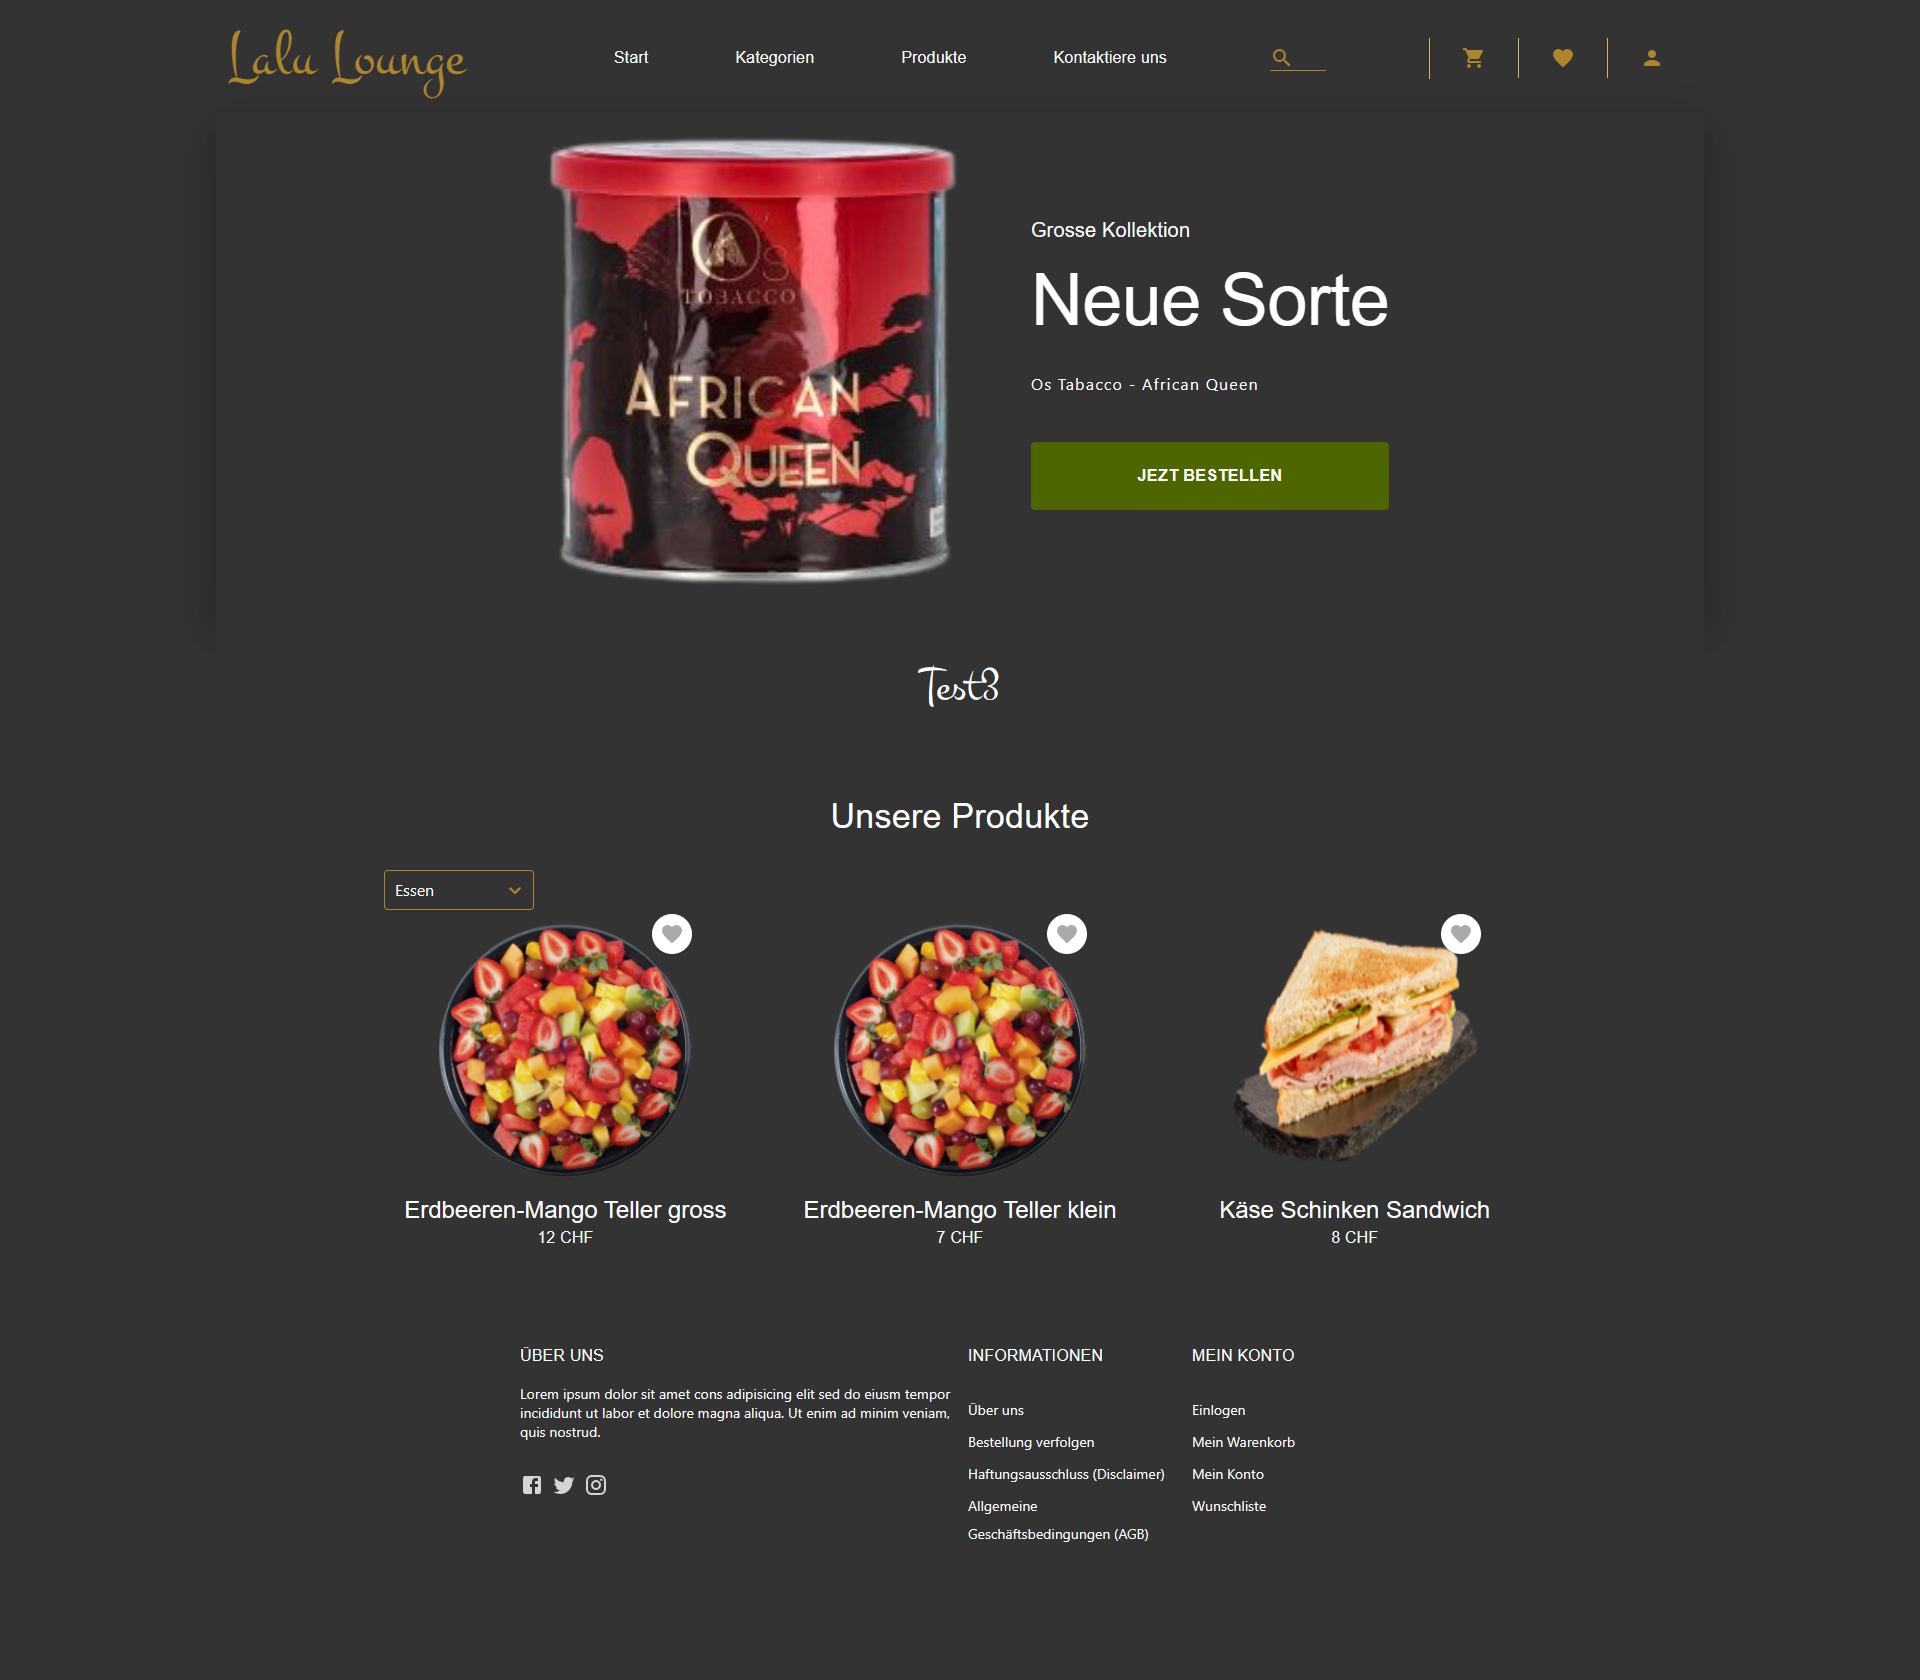 Lalu Lounge
Start
Kategorien
Produkte
Kontaktiere uns
OS
TOBACCO
AFRICAN
QUEEN
Grosse Kollektion
Neue Sorte
Os Tabacco - African Queen
JEZT BESTELLEN
Test3
Unsere Produkte
Essen
Erdbeeren-Mango Teller gross
12 CHF
Erdbeeren-Mango Teller klein
7 CHF
Käse Schinken Sandwich
8 CHF
ÜBER UNS
Lorem ipsum dolor sit amet cons adipisicing elit sed do eiusm tempor
incididunt ut labor et dolore magna aliqua. Ut enim ad minim veniam,
quis nostrud.
INFORMATIONEN
Über uns
Bestellung verfolgen
Haftungsausschluss (Disclaimer)
Allgemeine
Geschäftsbedingungen (AGB)
MEIN KONTO
Einlogen
Mein Warenkorb
Mein Konto
Wunschliste